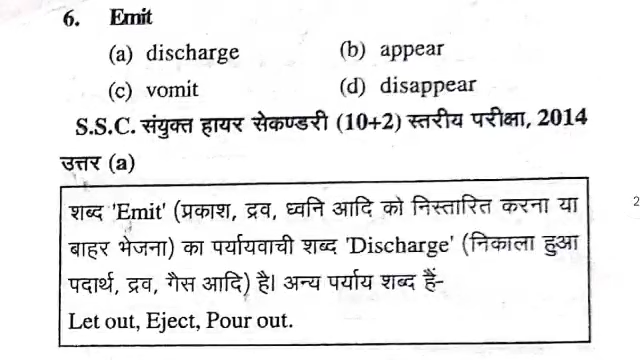 6. Emit
(a) discharge (b) appear
(c) vomit (d) disappear
S.S.C. संयुक्त हायर सेकण्डरी (10+2) स्तरीय परीक्षा, 2014
उत्तर (a)
शब्द 'Emit' (प्रकाश, द्रव, ध्वनि आदि को निस्तारित करना या
बाहर भेजना) का पर्यायवाची शब्द 'Discharge' (निकाला हुआ
पदार्थ, द्रव, गैस आदि) है। अन्य पर्याय शब्द हैं-
Let out, Eject, Pour out.
2